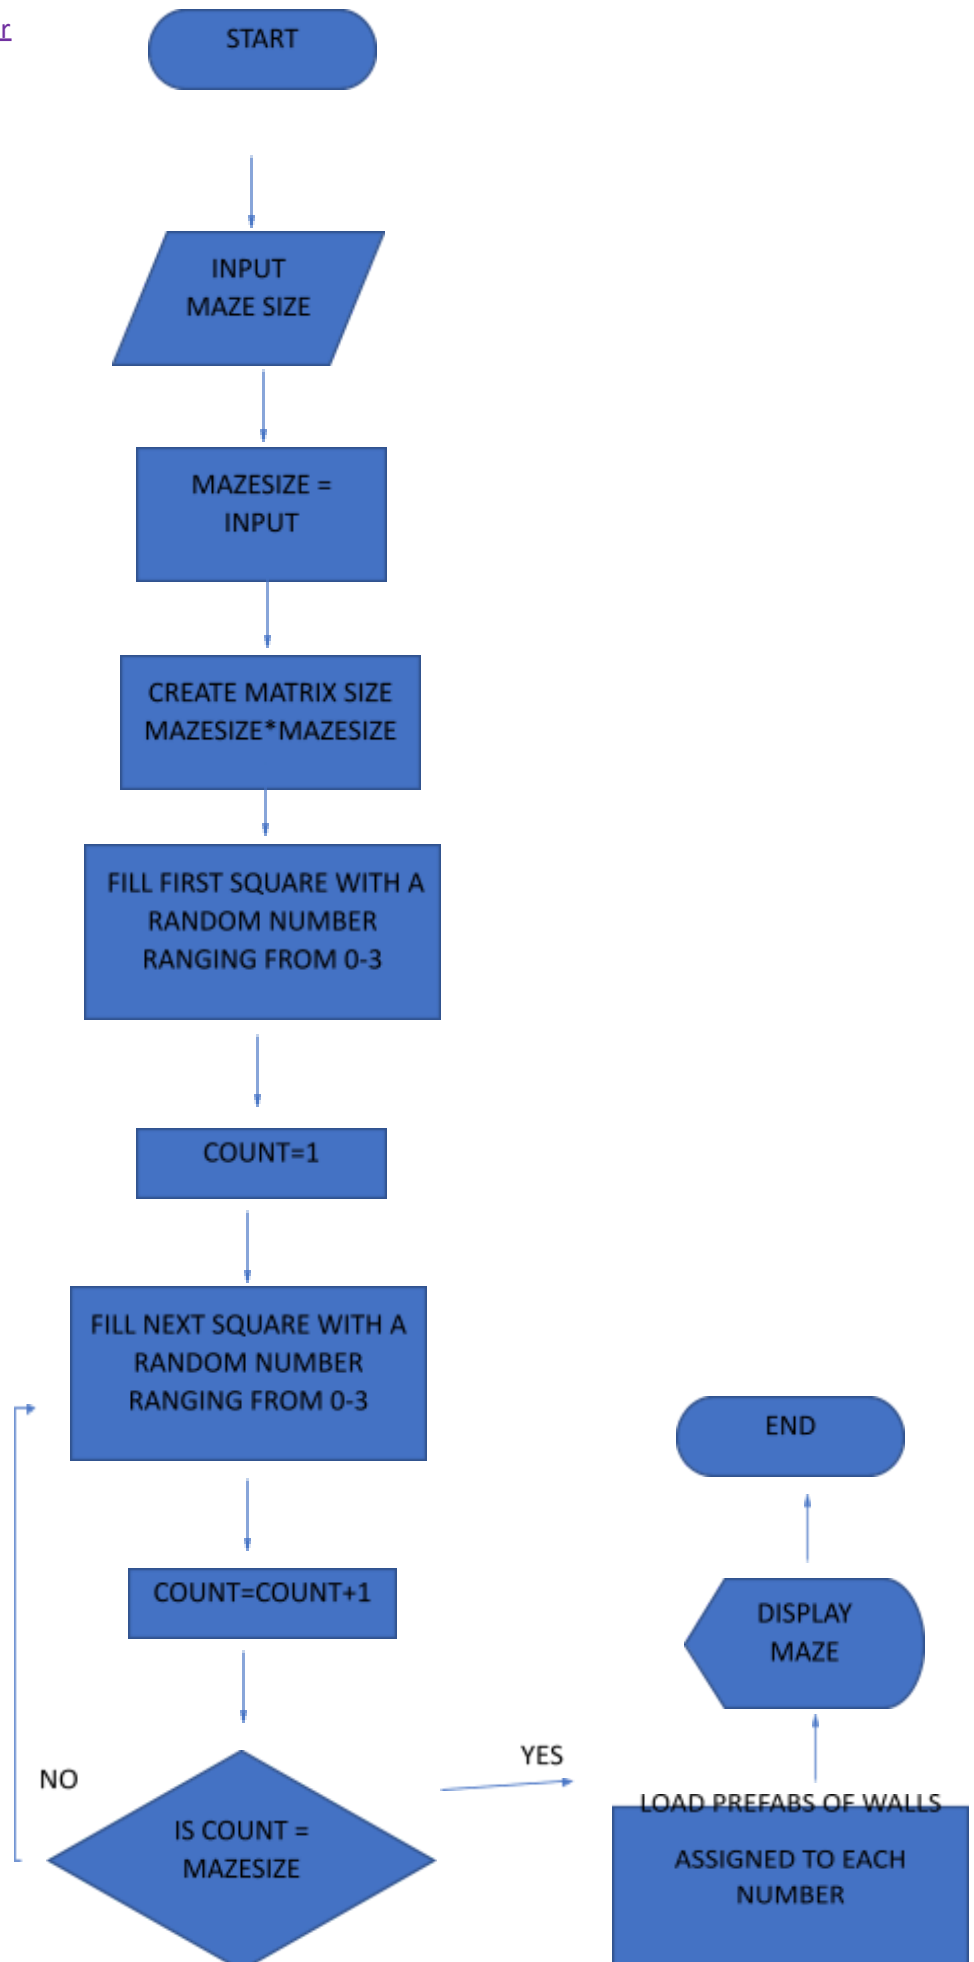 r
START
INPUT
MAZE SIZE
MAZESIZE =
INPUT
CREATE MATRIX SIZE
MAZESIZE*MAZESIZE
FILL FIRST SQUARE WITH A
RANDOM NUMBER
RANGING FROM 0-3
COUNT=1
FILL NEXT SQUARE WITH A
RANDOM NUMBER
RANGING FROM 0-3
COUNT=COUNT+1
IS COUNT =
MAZESIZE
NO
YES
LOAD PREFABS OF WALLS
ASSIGNED TO EACH
NUMBER
DISPLAY
MAZE
END